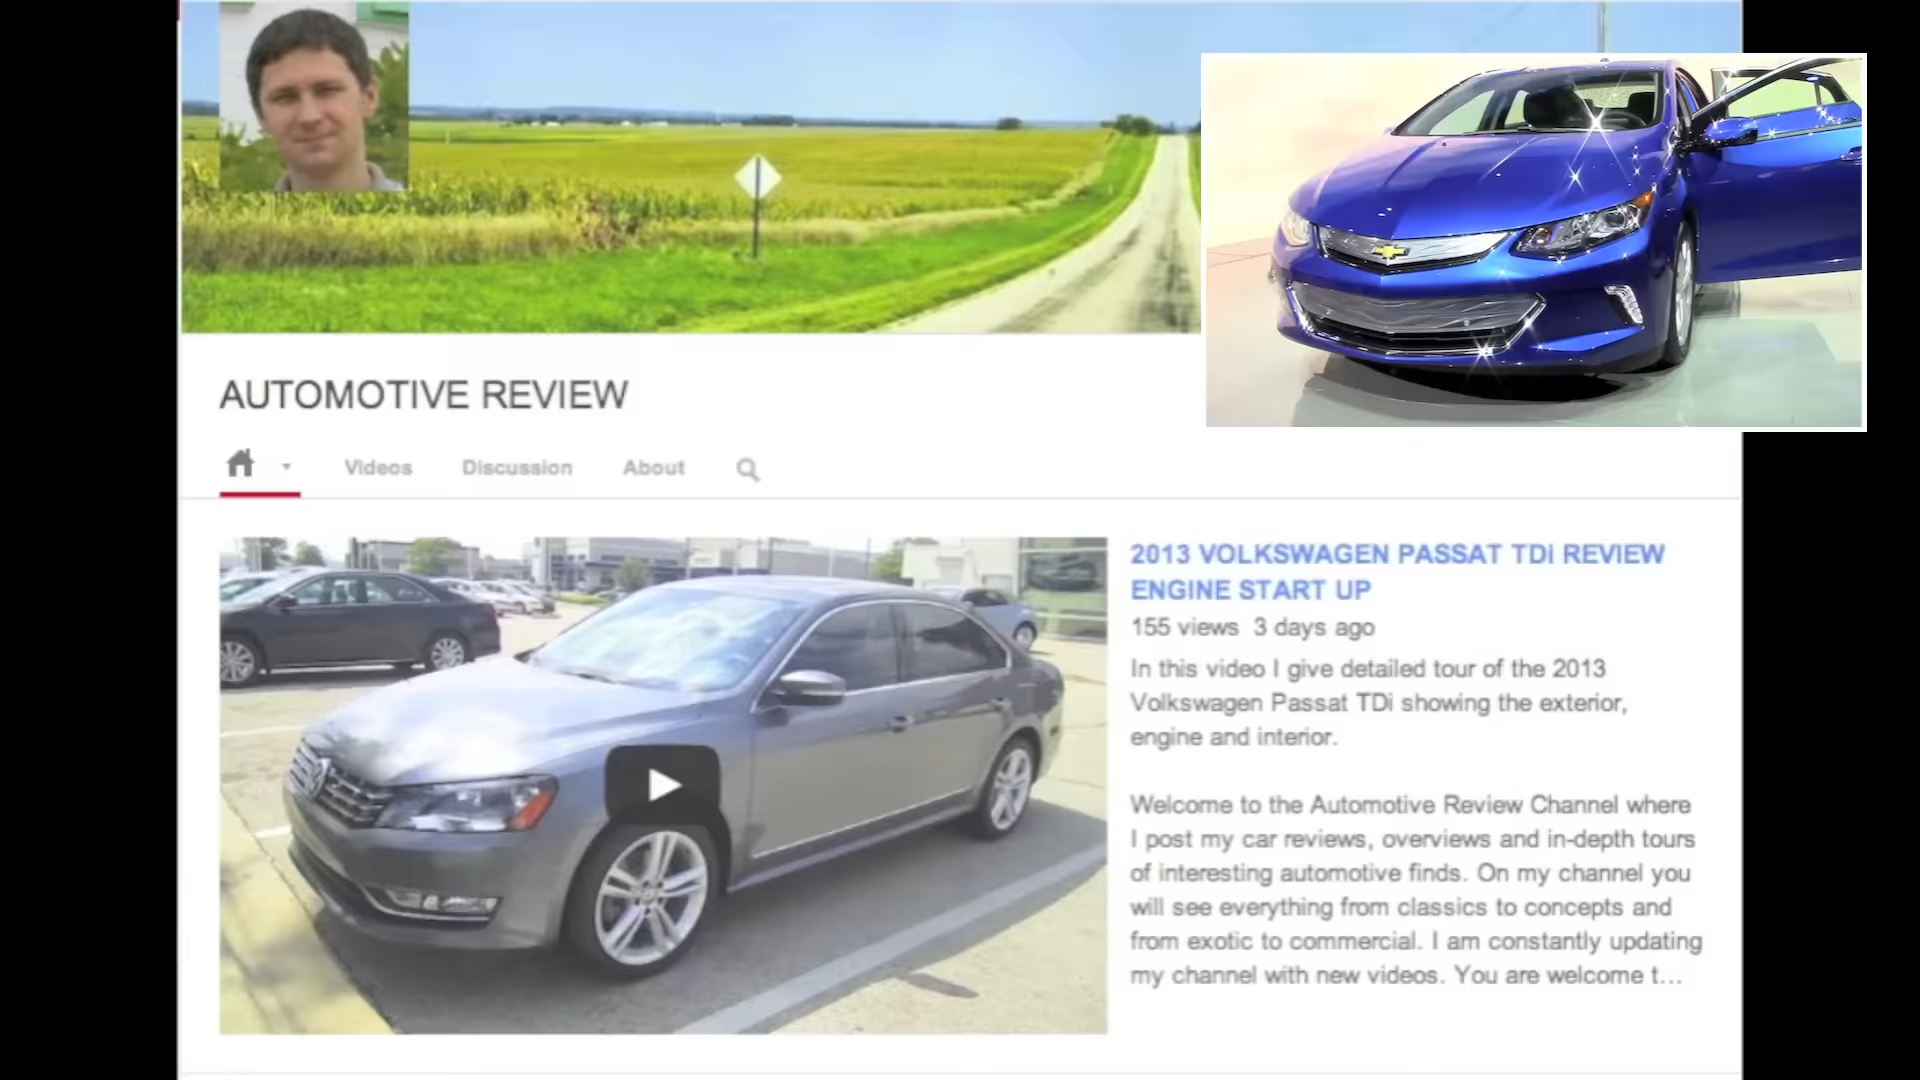 AUTOMOTIVE REVIEW
Videos
Discussion
About
2013 VOLKSWAGEN PASSAT TDi REVIEW
ENGINE START UP
155 views 3 days ago
In this video I give detailed tour of the 2013
Volkswagen Passat TDi showing the exterior,
engine and interior.
Welcome to the Automotive Review Channel where
I post my car reviews, overviews and in-depth tours
of interesting automotive finds. On my channel you
will see everything from classics to concepts and
from exotic to commercial. I am constantly updating
my channel with new videos. You are welcome t...